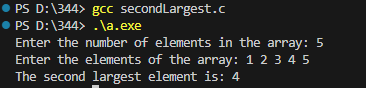 PS D:\344> gcc secondLargest.c
PS D:\344> .\a.exe
Enter the number of elements in the array: 5
Enter the elements of the array: 1 2 3 4 5
The second largest element is: 4